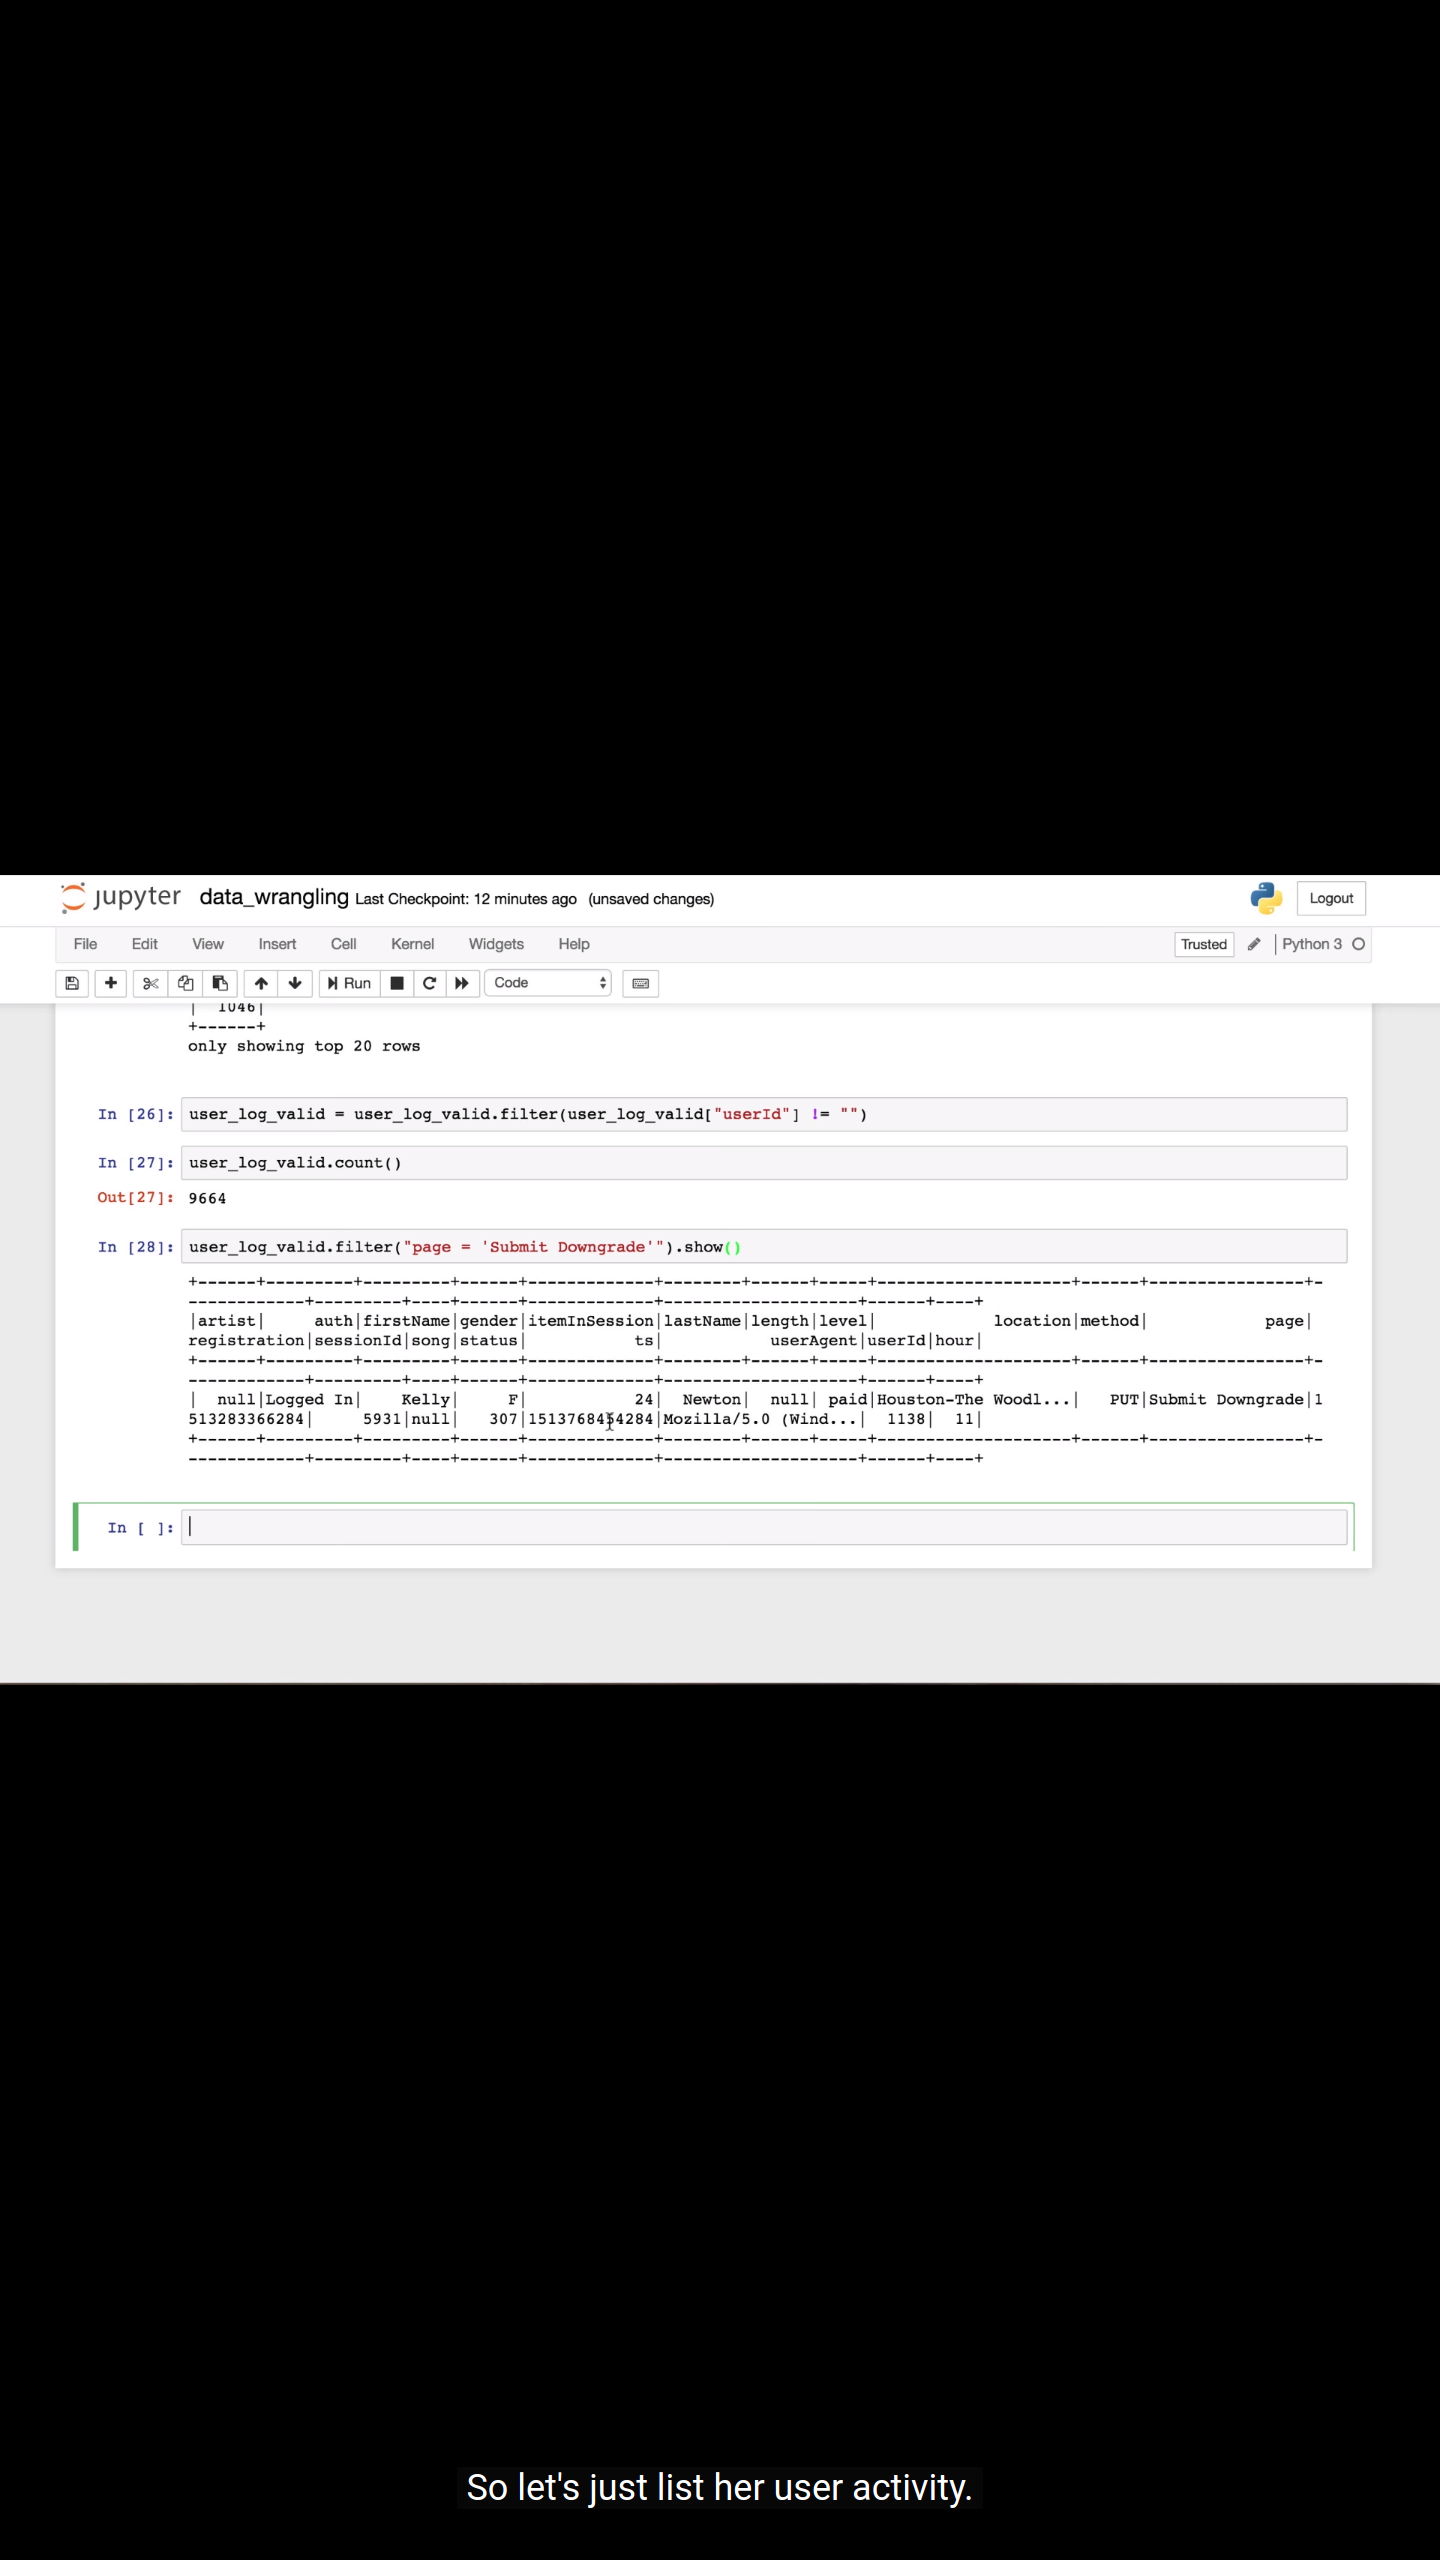 jupyter data_wrangling Last Checkpoint: 12 minutes ago (unsaved changes) Logout
File Edit View Insert Cell Kernel Widgets Help Trusted Python 3
Run Code
| 1046|
+------+
only showing top 20 rows
In [26]: user_log_valid = user_log_valid.filter(user_log_valid["userId"] != "")
In [27]: user_log_valid.count()
Out[27]: 9664
In [28]: user_log_valid.filter("page = 'Submit Downgrade'").show()
+------+---------+---------+------+-------------+--------+------+-----+--------------------+------+----------------+-
------------+---------+----+------+-------------+--------------------+------+----+
|artist|     auth|firstName|gender|itemInSession|lastName|length|level|            location|method|            page|
registration|sessionId|song|status|           ts|           userAgent|userId|hour|
+------+---------+---------+------+-------------+--------+------+-----+--------------------+------+----------------+-
------------+---------+----+------+-------------+--------------------+------+----+
|  null|Logged In|    Kelly|     F|           24|  Newton|  null| paid|Houston-The Woodl...|   PUT|Submit Downgrade|1
513283366284|     5931|null|   307|1513768454284|Mozilla/5.0 (Wind...|  1138|  11|
+------+---------+---------+------+-------------+--------+------+-----+--------------------+------+----------------+-
------------+---------+----+------+-------------+--------------------+------+----+
In [ ]:
So let's just list her user activity.